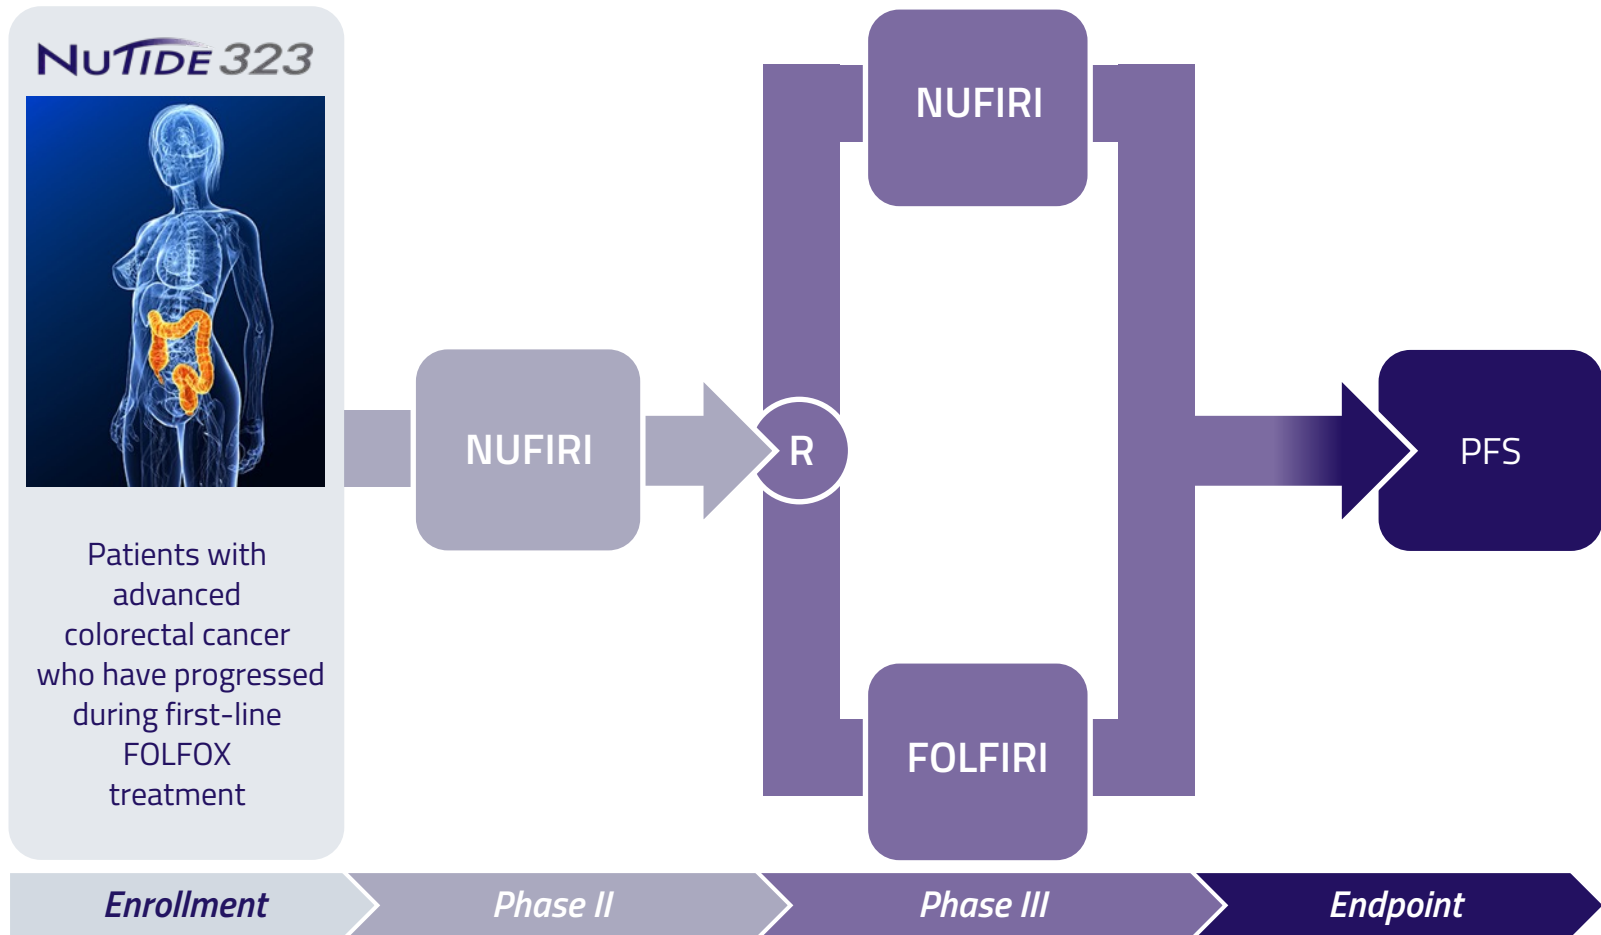 NUTIDE 323
Patients with
advanced
colorectal cancer
who have progressed
during first-line
FOLFOX
treatment
NUFIRI
R
NUFIRI
FOLFIRI
PFS
Enrollment
Phase II
Phase III
Endpoint